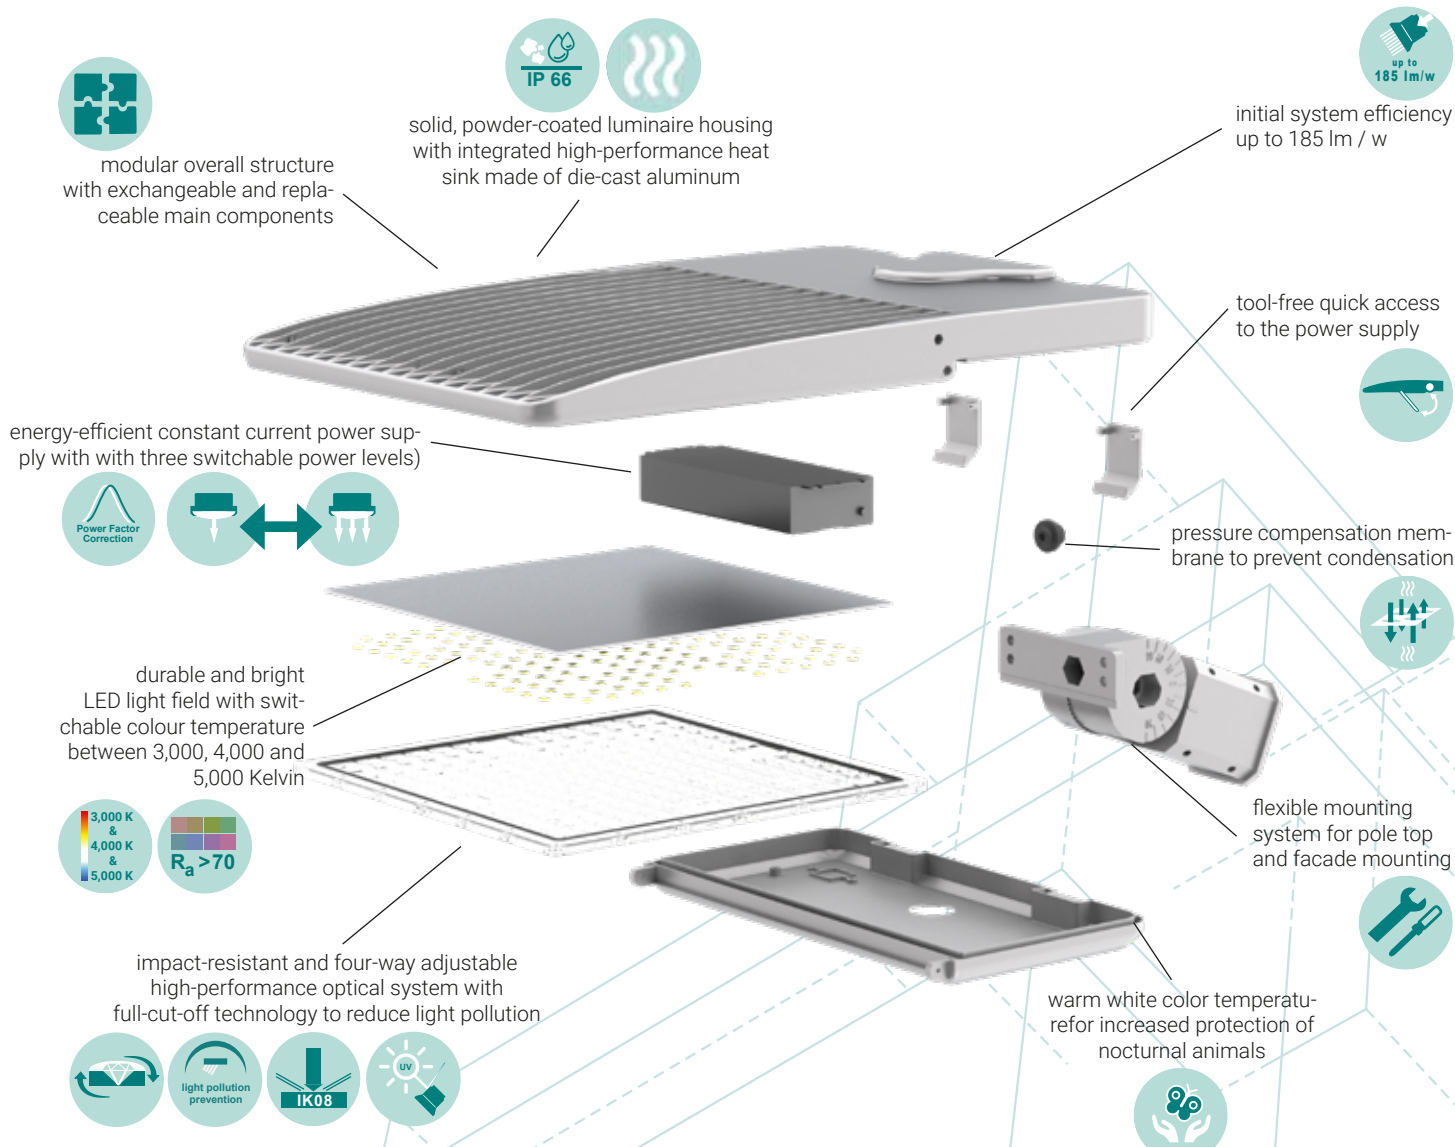 IP 66
solid, powder-coated luminaire housing
with integrated high-performance heat
sink made of die-cast aluminum
up to
185 lm/w
initial system efficiency
up to 185 lm / w
modular overall structure
with exchangeable and repla-
ceable main components
tool-free quick access
to the power supply
energy-efficient constant current power sup-
ply with with three switchable power levels)
Power Factor
Correction
pressure compensation mem-
brane to prevent condensation
durable and bright
LED light field with swit-
chable colour temperature
between 3,000, 4,000 and
5,000 Kelvin
3,000 K
&
4,000 K
&
5,000 K
Ra >70
flexible mounting
system for pole top
and facade mounting
impact-resistant and four-way adjustable
high-performance optical system with
full-cut-off technology to reduce light pollution
light pollution
prevention
IK08
UV
warm white color temperatu-
refor increased protection of
nocturnal animals